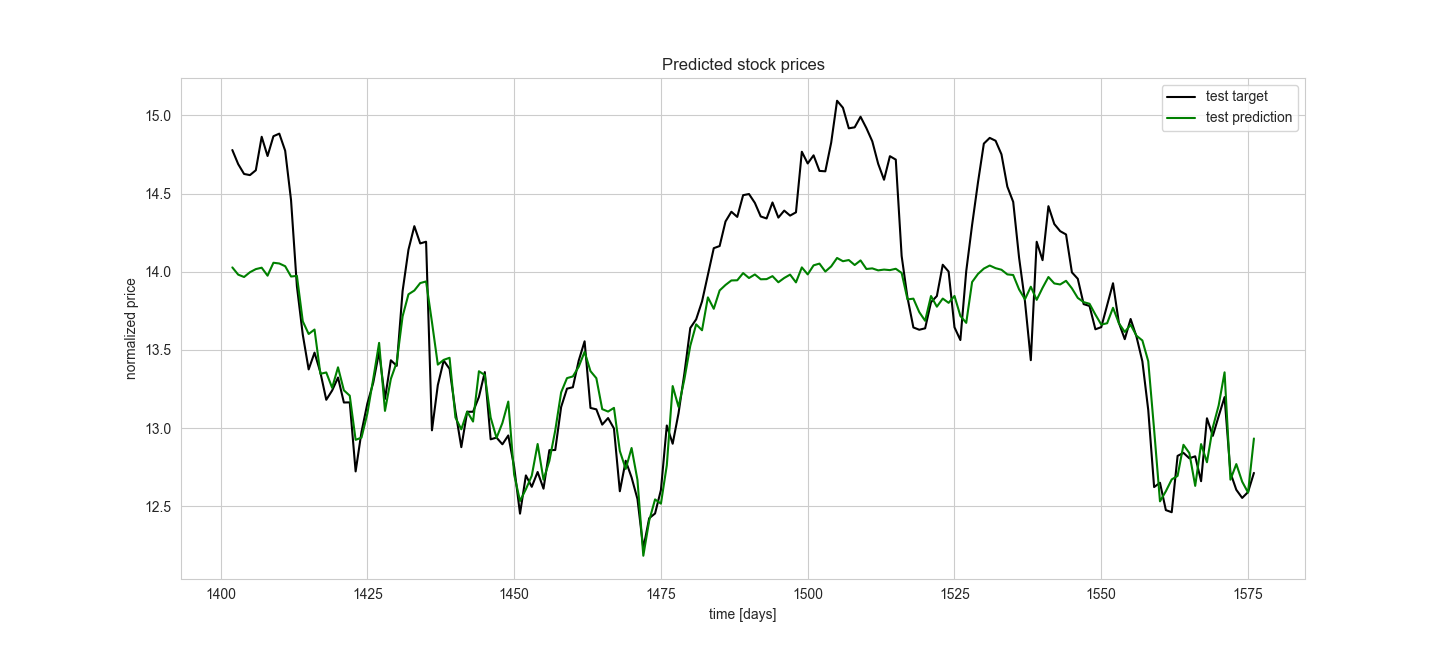 Predicted stock prices
test target
test prediction
normalized price
15.0
14.5
14.0
13.5
13.0
12.5
1400 1425 1450 1475 1500 1525 1550 1575
time [days]